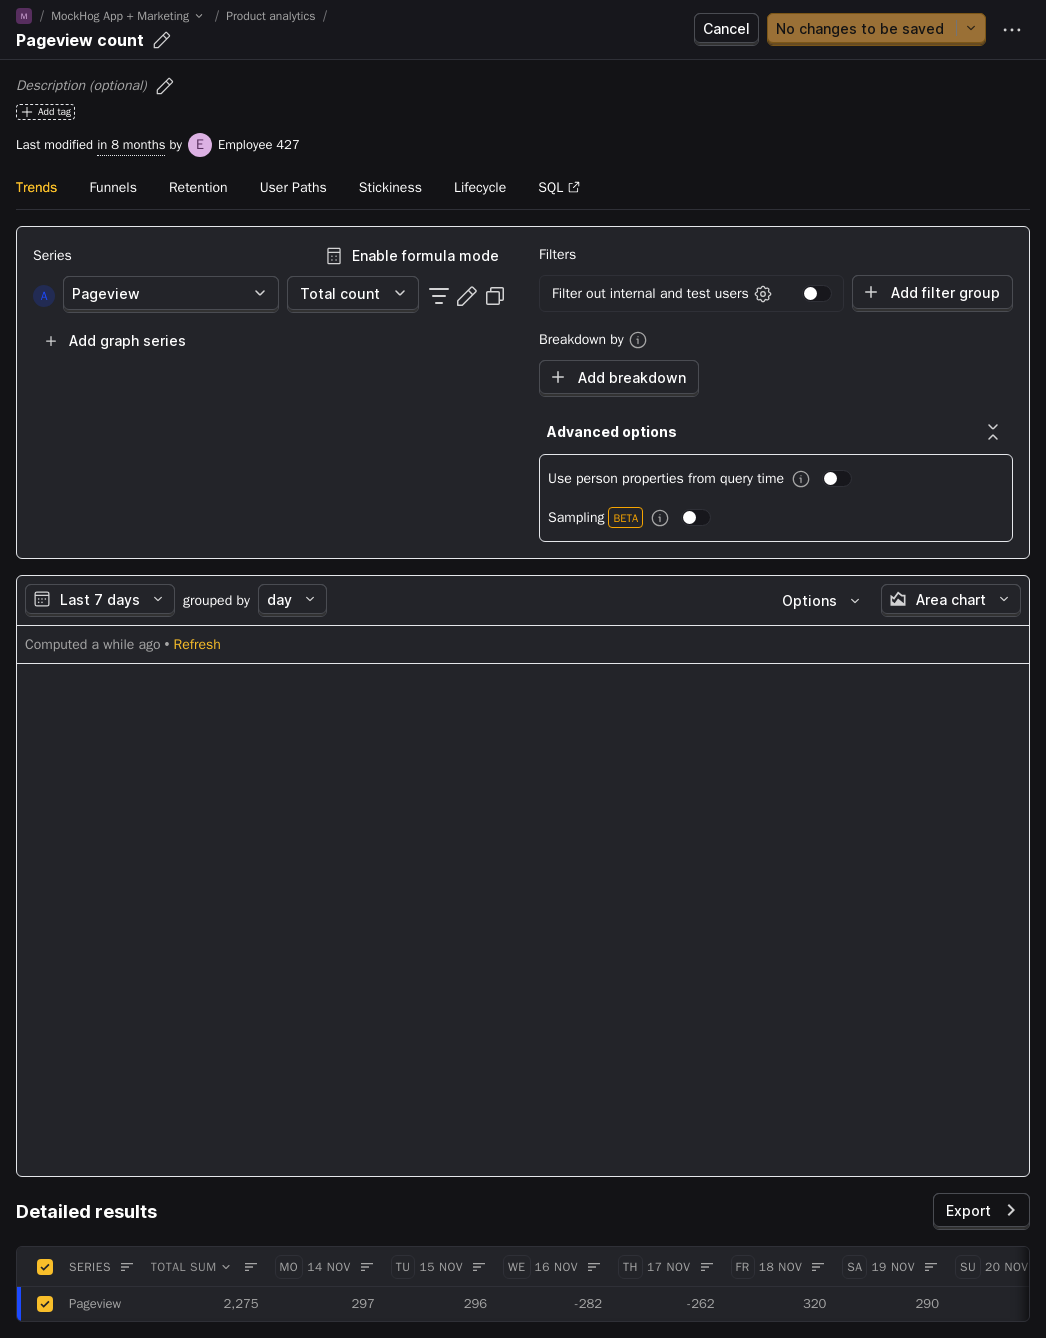 M / MockHog App + Marketing / Product analytics /
Pageview count
Cancel
No changes to be saved
Description (optional)
Add tag
Last modified in 8 months by E Employee 427
Trends Funnels Retention User Paths Stickiness Lifecycle SQL
Series
Enable formula mode
A Pageview Total count
Add graph series
Filters
Filter out internal and test users
Add filter group
Breakdown by
Add breakdown
Advanced options
Use person properties from query time
Sampling BETA
Last 7 days grouped by day
Options
Area chart
Computed a while ago • Refresh
Detailed results
Export
SERIES TOTAL SUM MO 14 NOV TU 15 NOV WE 16 NOV TH 17 NOV FR 18 NOV SA 19 NOV SU 20 NOV
Pageview 2,275 297 296 -282 -262 320 290